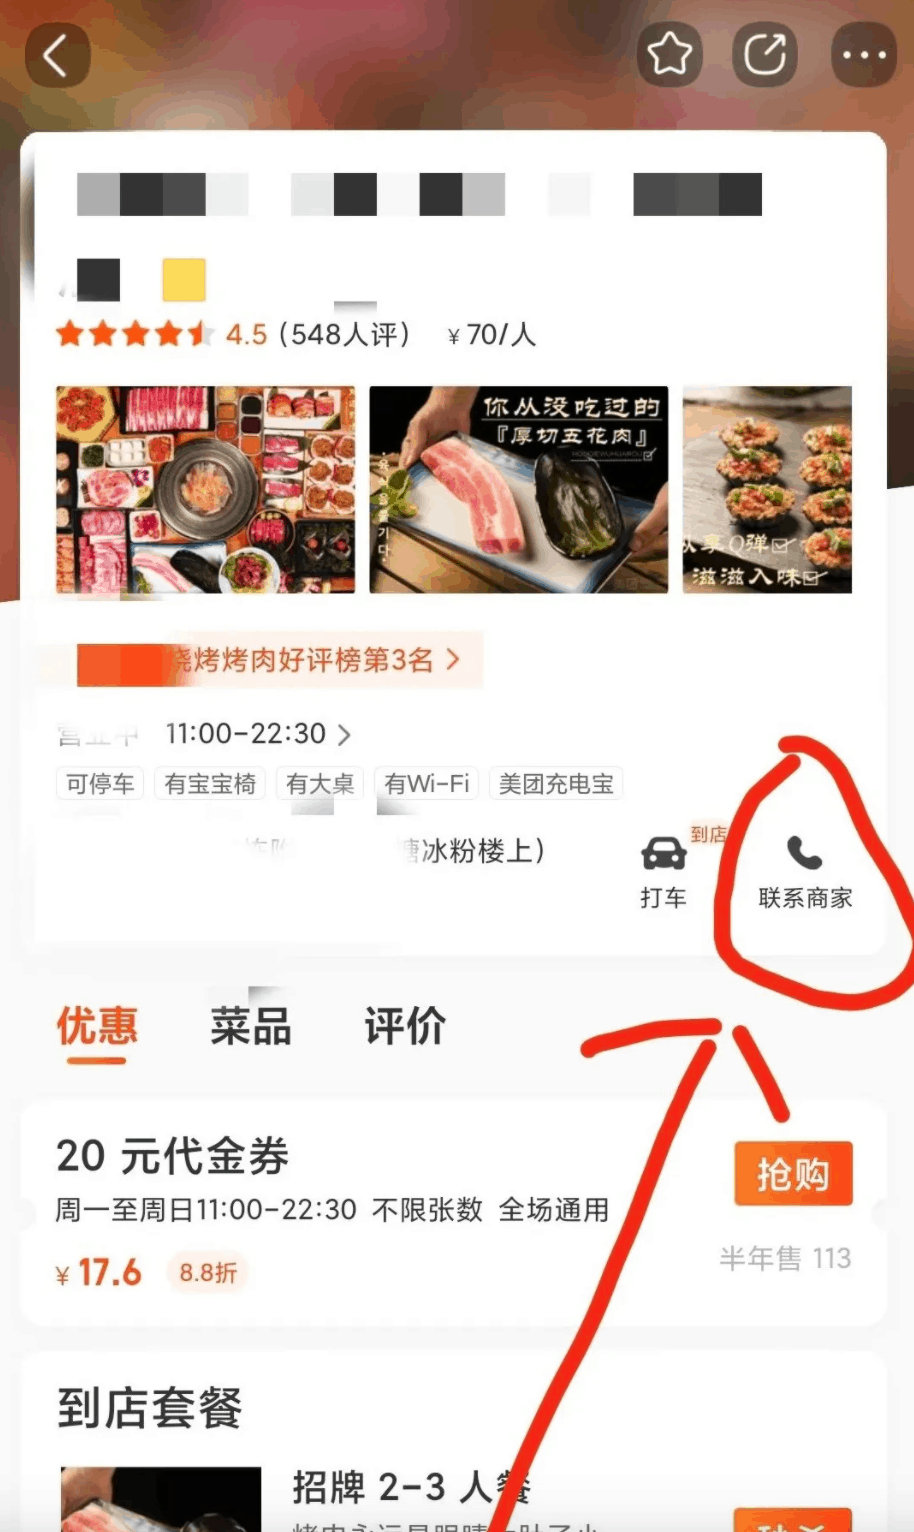 4.5（548人评） ¥70/人
你从没吃过的
『厚切五花肉』
Q弹
滋滋入味
烧烤烤肉好评榜第3名 >
营业中 11:00-22:30 >
可停车 有宝宝椅 有大桌 有Wi-Fi 美团充电宝
糖冰粉楼上）
到店
打车 联系商家
优惠 菜品 评价
20 元代金券
抢购
周一至周日11:00-22:30 不限张数 全场通用
¥17.6 8.8折
半年售 113
到店套餐
招牌 2-3 人餐